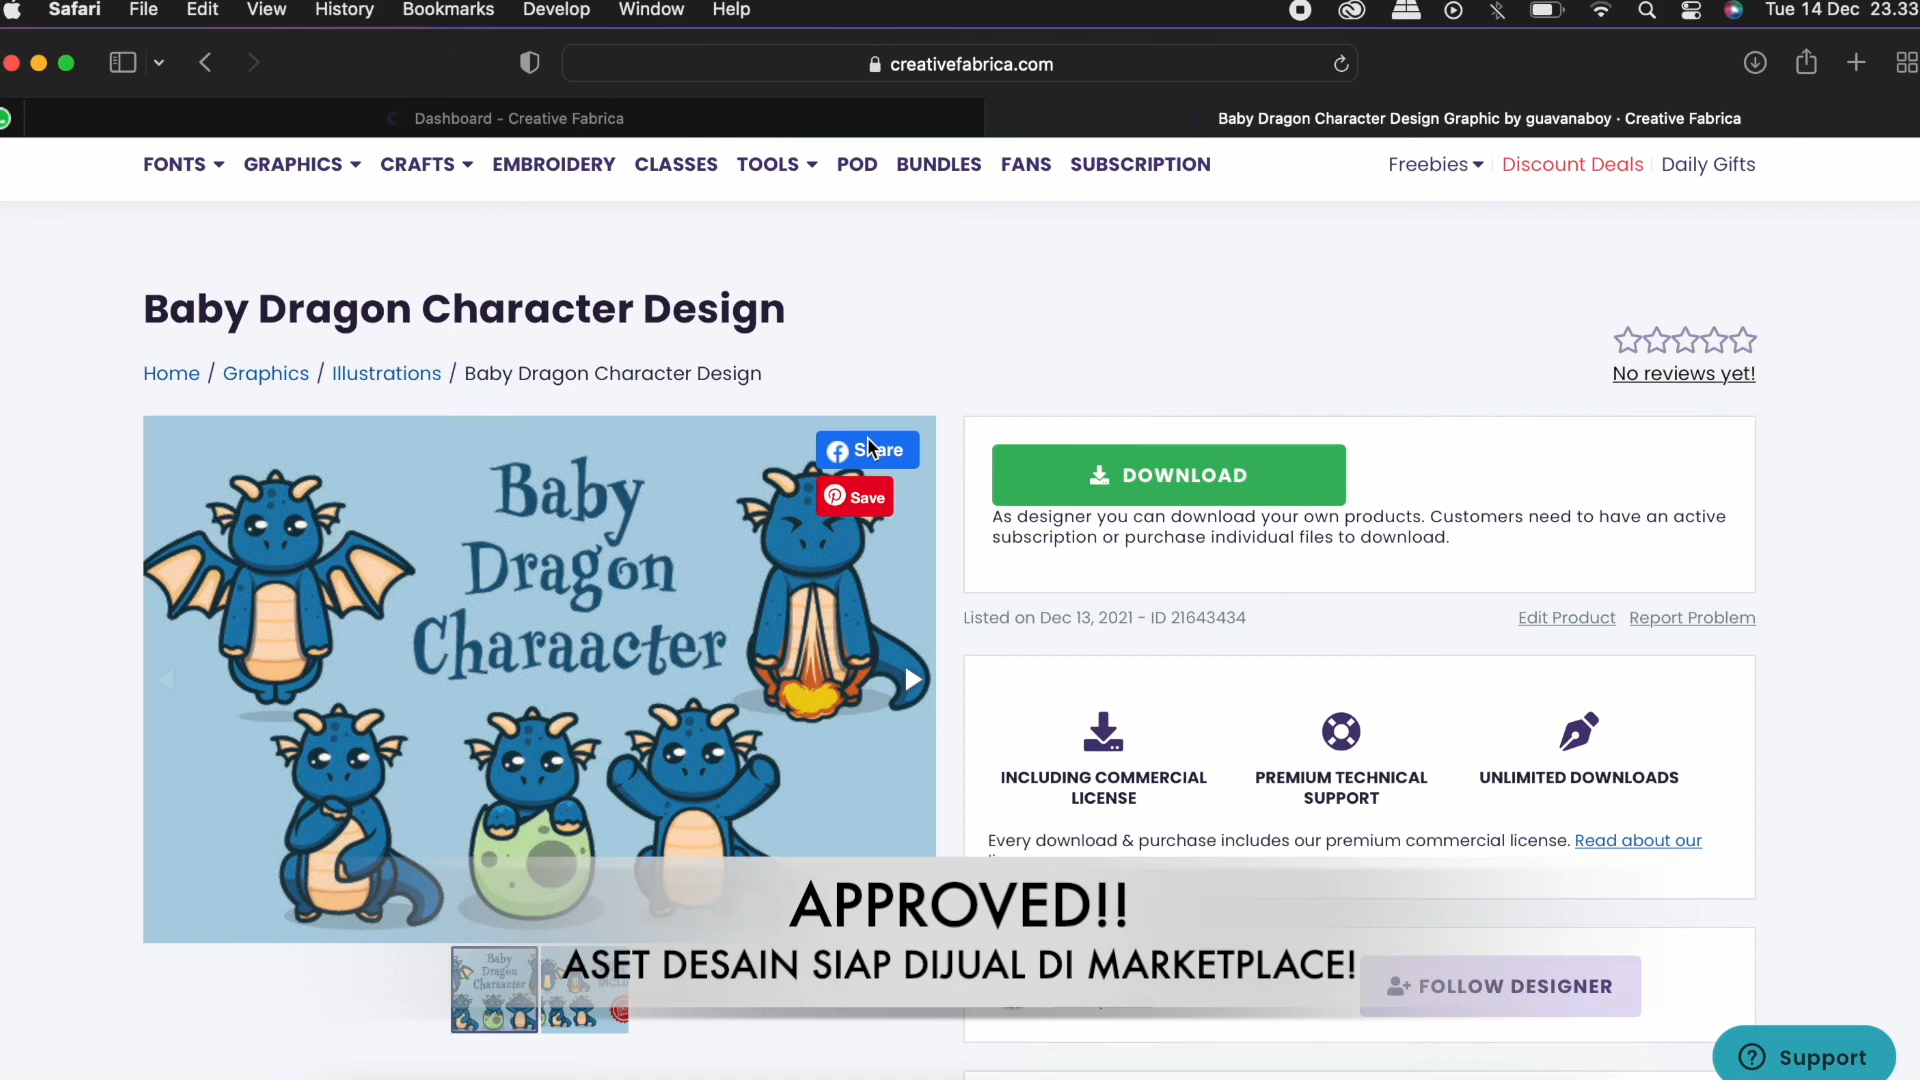 Safari File Edit View History Bookmarks Develop Window Help Tue 14 Dec 23.33
creativefabrica.com
Dashboard - Creative Fabrica
Baby Dragon Character Design Graphic by guavanaboy · Creative Fabrica
FONTS GRAPHICS CRAFTS EMBROIDERY CLASSES TOOLS POD BUNDLES FANS SUBSCRIPTION
Freebies Discount Deals Daily Gifts
Baby Dragon Character Design
No reviews yet!
Home / Graphics / Illustrations / Baby Dragon Character Design
Share
Save
Baby
Dragon
Charaacter
DOWNLOAD
As designer you can download your own products. Customers need to have an active
subscription or purchase individual files to download.
Listed on Dec 13, 2021 - ID 21643434
Edit Product Report Problem
INCLUDING COMMERCIAL
LICENSE
PREMIUM TECHNICAL
SUPPORT
UNLIMITED DOWNLOADS
Every download & purchase includes our premium commercial license. Read about our
APPROVED!!
ASET DESAIN SIAP DIJUAL DI MARKETPLACE!
Baby
Dragon
Charaacter
FOLLOW DESIGNER
Support